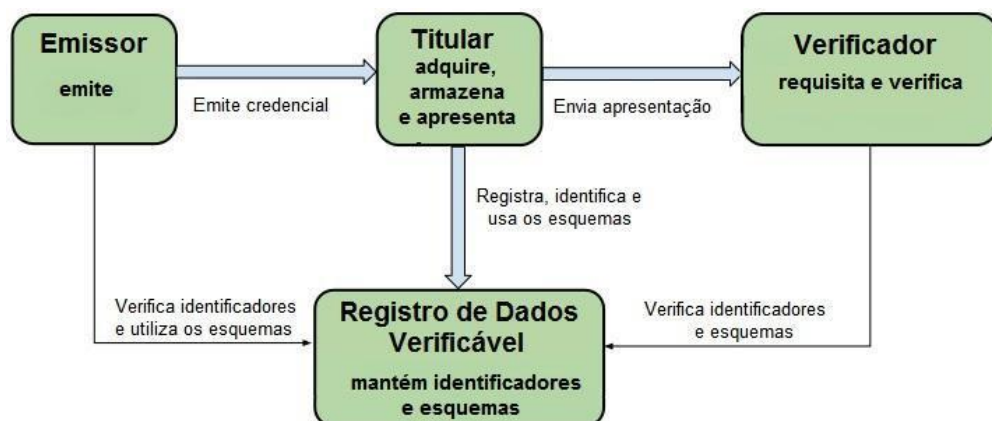 Emissor
emite
Emite credencial
Titular
adquire,
armazena
e apresenta
Envia apresentação
Verificador
requisita e verifica
Registra, identifica e
usa os esquemas
Verifica identificadores
e utiliza os esquemas
Registro de Dados
Verificável
mantém identificadores
e esquemas
Verifica identificadores
e esquemas